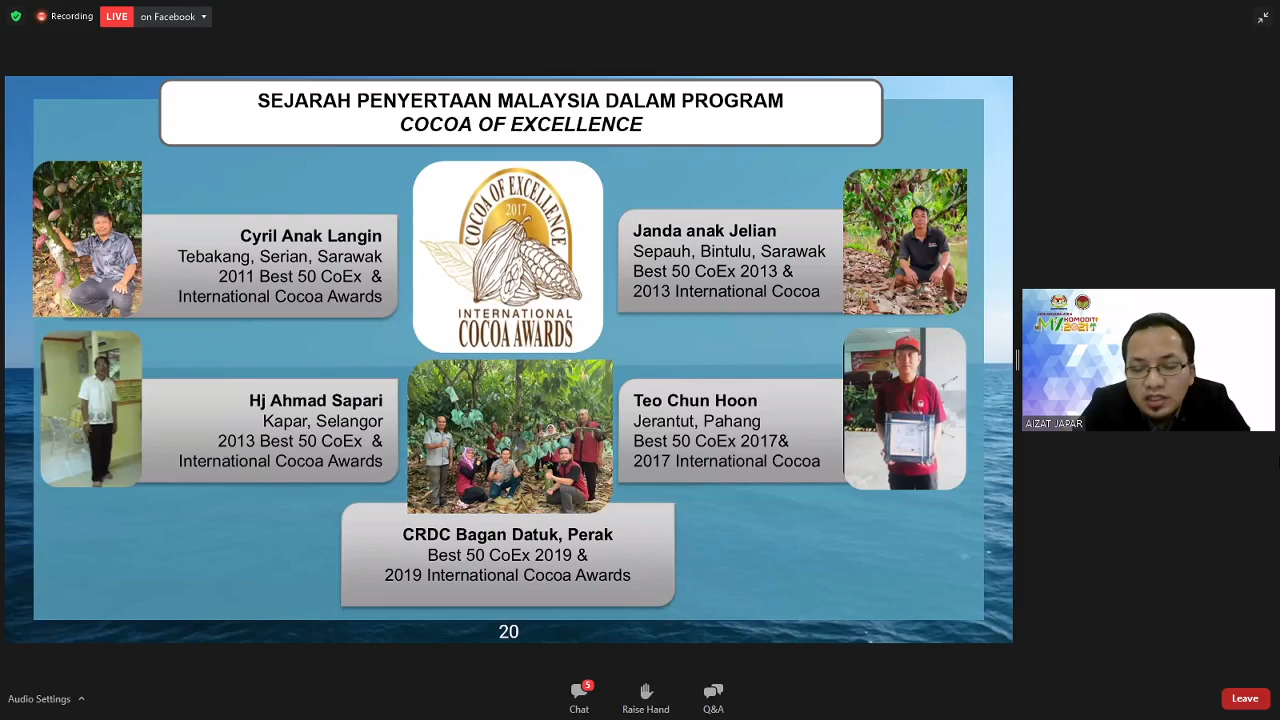 Recording
LIVE
on Facebook
SEJARAH PENYERTAAN MALAYSIA DALAM PROGRAM
COCOA OF EXCELLENCE
Cyril Anak Langin
Tebakang, Serian, Sarawak
2011 Best 50 CoEx &
International Cocoa Awards
COCOA OF EXCELLENCE
2017
INTERNATIONAL
COCOA AWARDS
Janda anak Jelian
Sepauh, Bintulu, Sarawak
Best 50 CoEx 2013 &
2013 International Cocoa
Hj Ahmad Sapari
Kapar, Selangor
2013 Best 50 CoEx &
International Cocoa Awards
Teo Chun Hoon
Jerantut, Pahang
Best 50 CoEx 2017&
2017 International Cocoa
CRDC Bagan Datuk, Perak
Best 50 CoEx 2019 &
2019 International Cocoa Awards
20
MY KOMODITI
2021
AIZAT JAPAR
Audio Settings
5
Chat
Raise Hand
Q&A
Leave